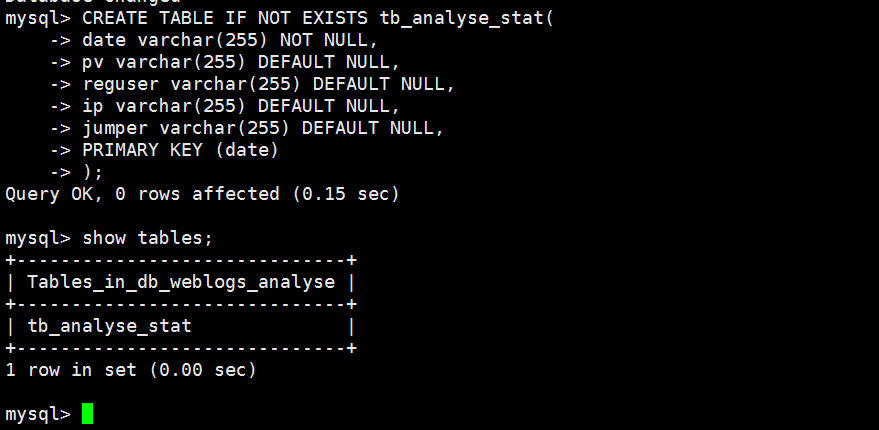 Database changed
mysql> CREATE TABLE IF NOT EXISTS tb_analyse_stat(
    -> date varchar(255) NOT NULL,
    -> pv varchar(255) DEFAULT NULL,
    -> reguser varchar(255) DEFAULT NULL,
    -> ip varchar(255) DEFAULT NULL,
    -> jumper varchar(255) DEFAULT NULL,
    -> PRIMARY KEY (date)
    -> );
Query OK, 0 rows affected (0.15 sec)
mysql> show tables;
+------------------------------+
| Tables_in_db_weblogs_analyse |
+------------------------------+
| tb_analyse_stat              |
+------------------------------+
1 row in set (0.00 sec)
mysql>